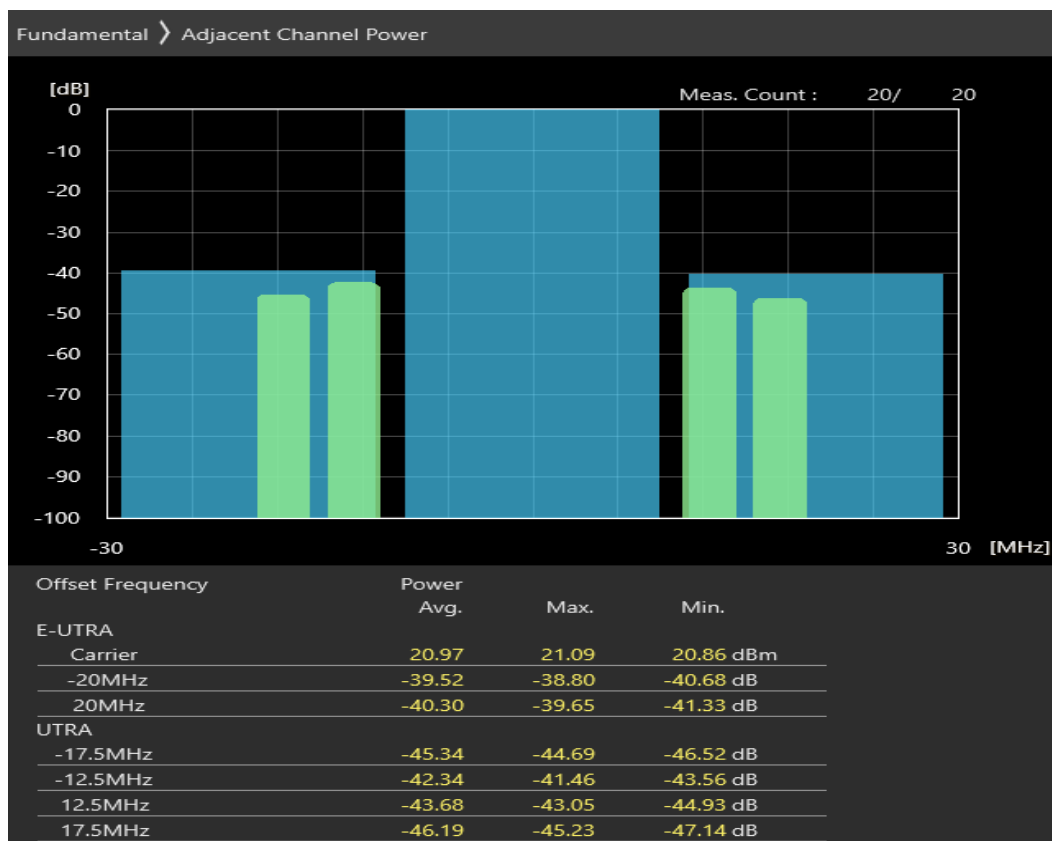 Fundamental ❯ Adjacent Channel Power
[dB]
Meas. Count : 20/ 20
0
-10
-20
-30
-40
-50
-60
-70
-80
-90
-100
-30 30 [MHz]
Offset Frequency Power
Avg. Max. Min.
E-UTRA
Carrier 20.97 21.09 20.86 dBm
-20MHz -39.52 -38.80 -40.68 dB
20MHz -40.30 -39.65 -41.33 dB
UTRA
-17.5MHz -45.34 -44.69 -46.52 dB
-12.5MHz -42.34 -41.46 -43.56 dB
12.5MHz -43.68 -43.05 -44.93 dB
17.5MHz -46.19 -45.23 -47.14 dB